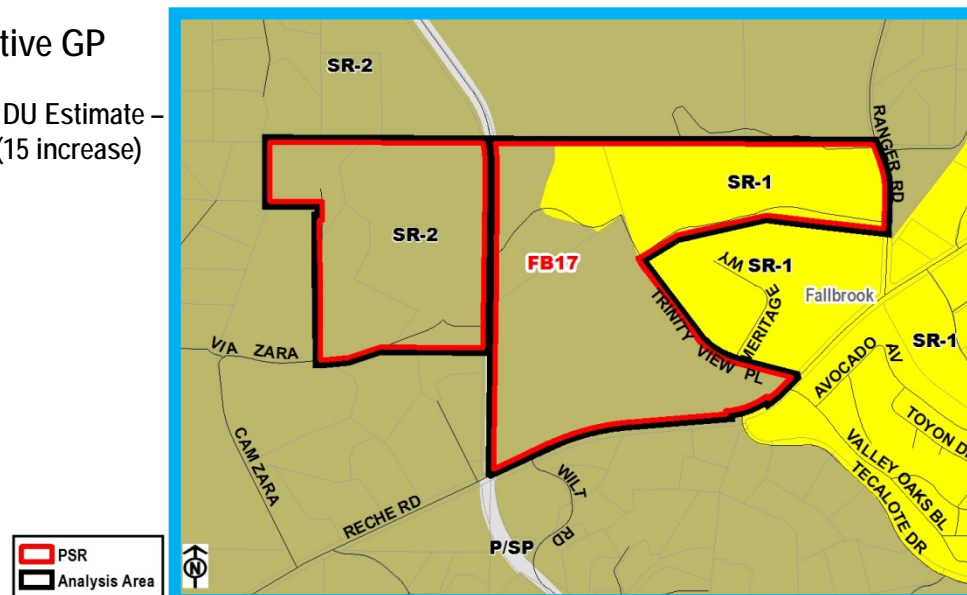 tive GP
DU Estimate –
(15 increase)
SR-2
RANGER RD
SR-1
SR-2
FB17
SR-1
MERITAGE WY
Fallbrook
TRINITY VIEW PL
SR-1
VIA ZARA
AVOCADO AV
TOYON D
VALLEY OAKS BL
TECALOTE DR
CAM ZARA
RECHE RD
WILT RD
P/SP
N
PSR
Analysis Area